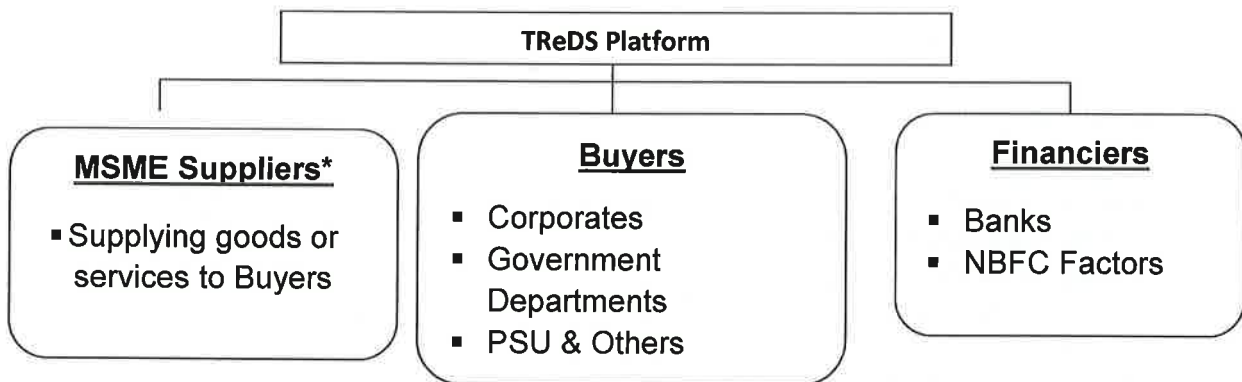 TReDS Platform
MSME Suppliers*
▪ Supplying goods or
services to Buyers
Buyers
▪ Corporates
▪ Government
Departments
▪ PSU & Others
Financiers
▪ Banks
▪ NBFC Factors